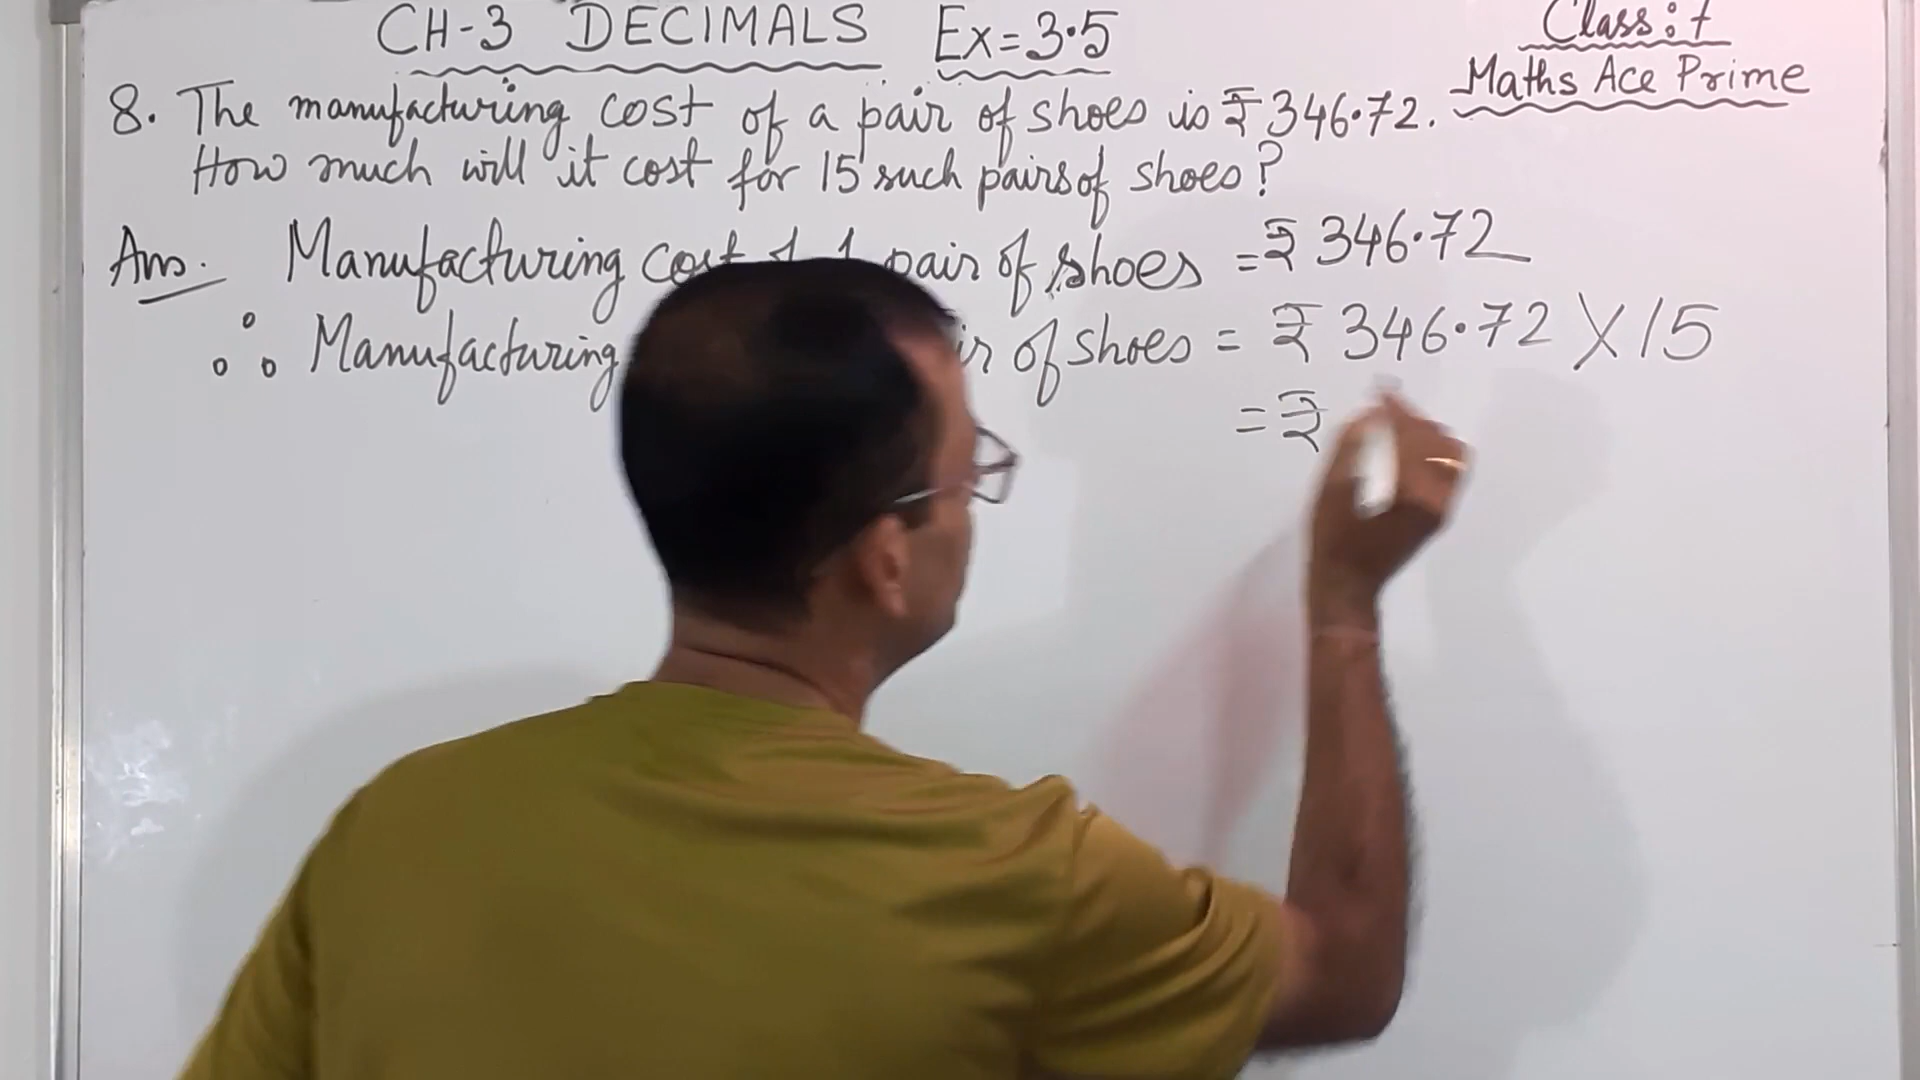 CH-3 DECIMALS Ex=3.5
Class: 7
Maths Ace Prime
8. The manufacturing cost of a pair of shoes is ₹346.72.
How much will it cost for 15 such pairs of shoes?
Ans. Manufacturing cost of 1 pair of shoes = ₹346.72
∴ Manufacturing of shoes = ₹346.72 X 15
= ₹